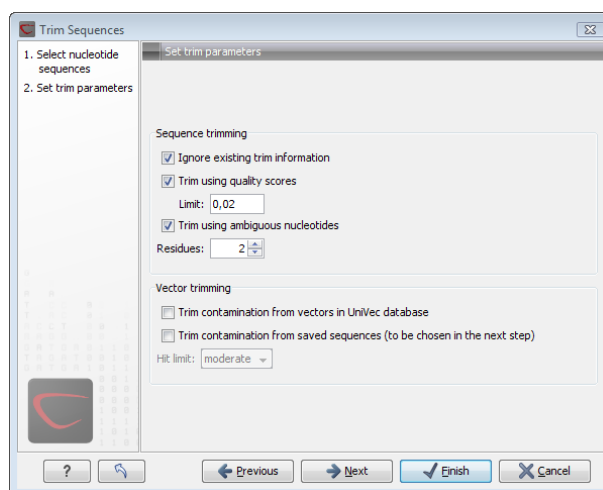 Trim Sequences
1. Select nucleotide
sequences
2. Set trim parameters
Set trim parameters
Sequence trimming
Ignore existing trim information
Trim using quality scores
Limit: 0,02
Trim using ambiguous nucleotides
Residues: 2
Vector trimming
Trim contamination from vectors in UniVec database
Trim contamination from saved sequences (to be chosen in the next step)
Hit limit: moderate
? Previous Next Finish Cancel